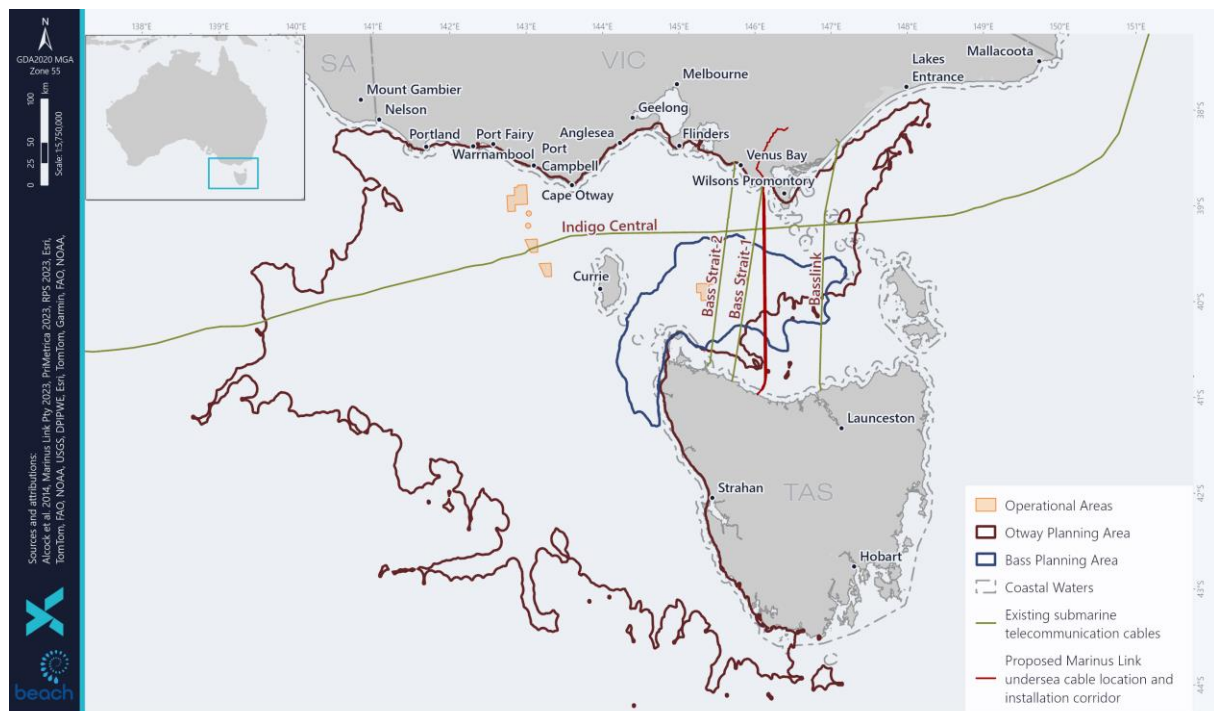 138°E
139°E
140°E
141°E
142°E
143°E
144°E
145°E
146°E
147°E
148°E
149°E
150°E
151°E
N
GDA2020 MGA
Zone 55
km
0 25 50 100
Scale: 1:5,750,000
Sources and attributions:
Alcock et al. 2014, Marinus Link Pty 2023, PriMetrica 2023, RPS 2023, Esri,
TomTom, FAO, NOAA, USGS, DPIPWE, Esri, TomTom, Garmin, FAO, NOAA,
beach
SA
VIC
TAS
Mallacoota
Lakes
Entrance
Melbourne
Mount Gambier
Nelson
Geelong
Portland
Port Fairy
Anglesea
Flinders
Warrnambool
Port
Campbell
Venus Bay
Cape Otway
Wilsons Promontory
Indigo Central
Currie
Bass Strait-2
Bass Strait-1
Basslink
Launceston
Strahan
Hobart
38°S
39°S
40°S
41°S
42°S
43°S
44°S
Operational Areas
Otway Planning Area
Bass Planning Area
Coastal Waters
Existing submarine
telecommunication cables
Proposed Marinus Link
undersea cable location and
installation corridor